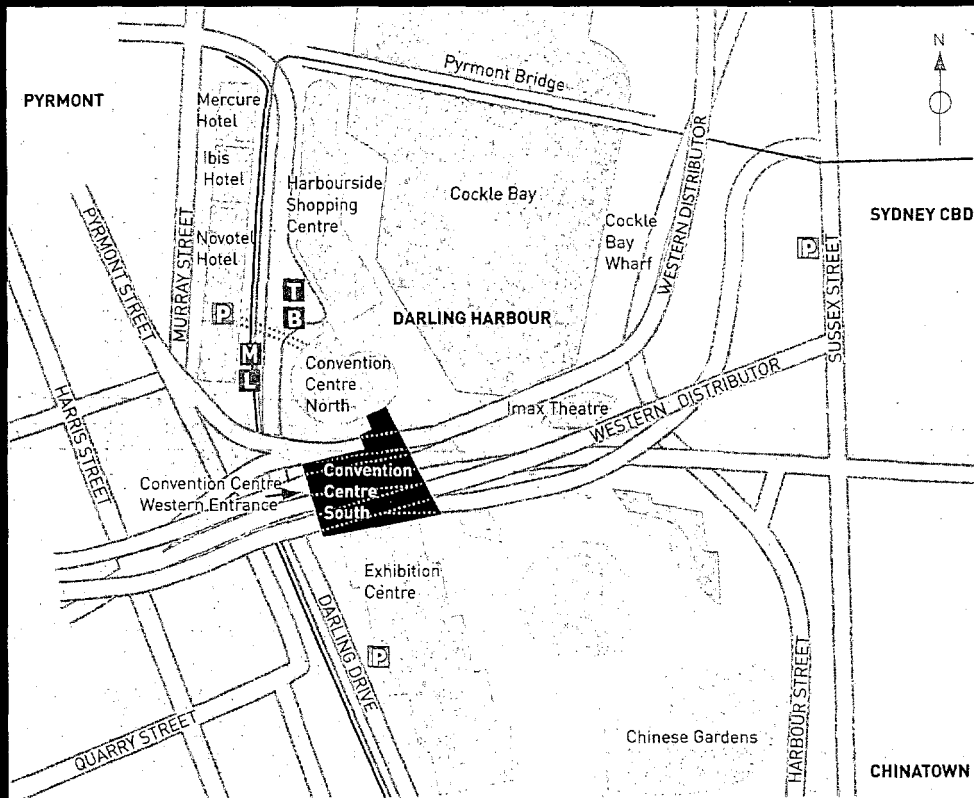 N
Pyrmont Bridge
PYRMONT
Mercure
Hotel
Ibis
Hotel
Harbourside
Shopping
Centre
Cockle Bay
WESTERN DISTRIBUTOR
SYDNEY CBD
PYRMONT STREET
MURRAY STREET
Novotel
Hotel
Cockle
Bay
Wharf
P
SUSSEX STREET
T
B
P
DARLING HARBOUR
M
L
Convention
Centre
North
Imax Theatre
WESTERN DISTRIBUTOR
HARRIS STREET
Convention Centre
Western Entrance
Convention
Centre
South
Exhibition
Centre
DARLING DRIVE
P
HARBOUR STREET
QUARRY STREET
Chinese Gardens
CHINATOWN